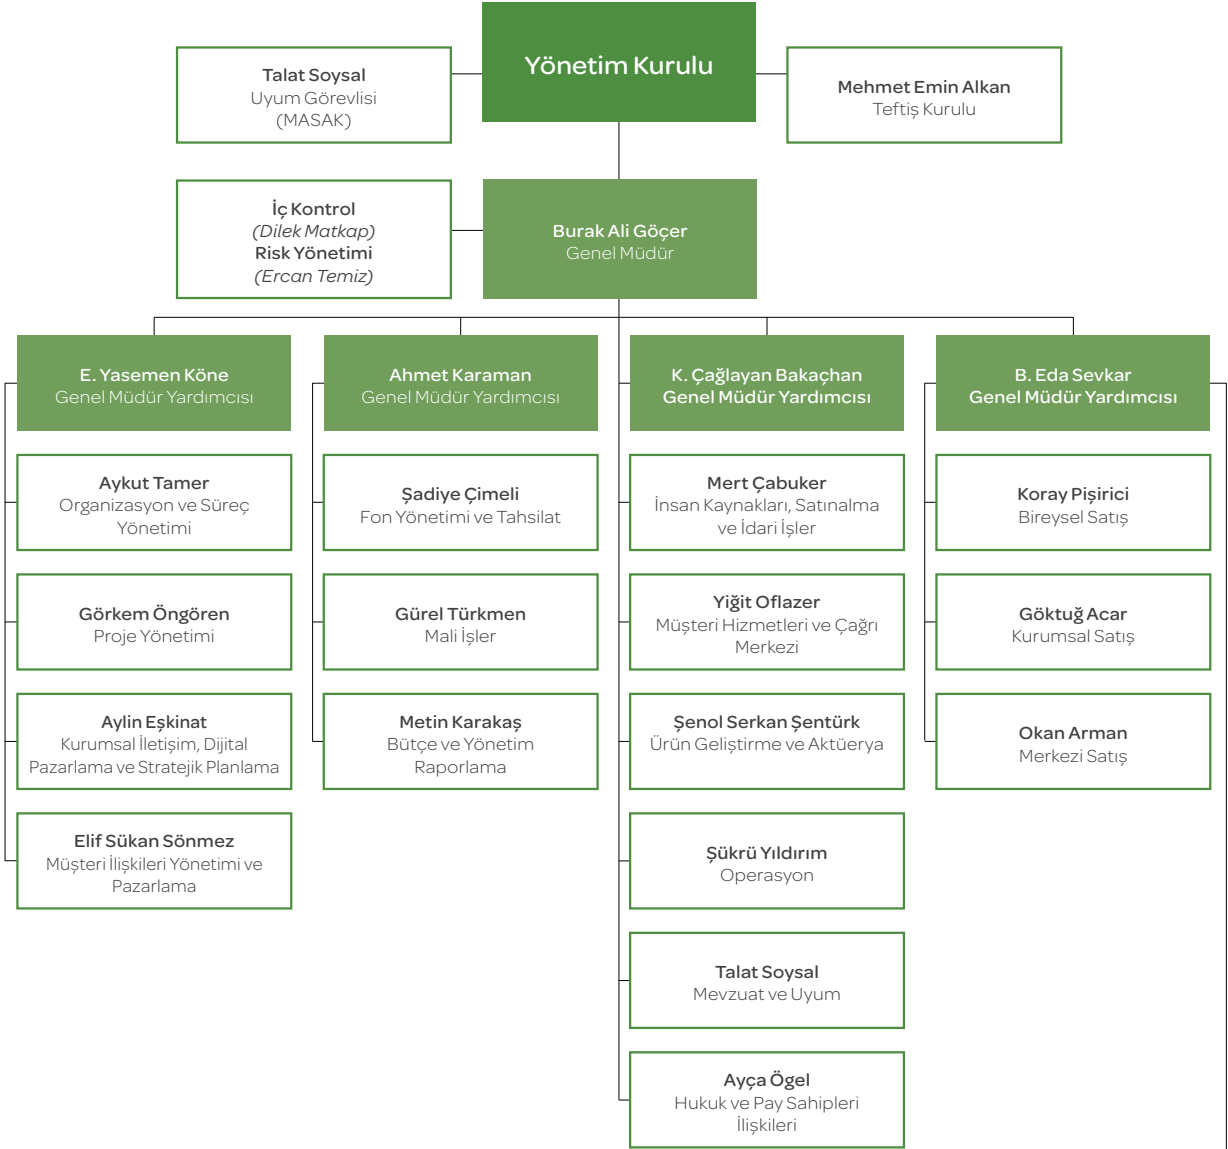 Yönetim Kurulu
Talat Soysal
Uyum Görevlisi
(MASAK)
Mehmet Emin Alkan
Teftiş Kurulu
İç Kontrol
(Dilek Matkap)
Risk Yönetimi
(Ercan Temiz)
Burak Ali Göçer
Genel Müdür
E. Yasemen Köne
Genel Müdür Yardımcısı
Aykut Tamer
Organizasyon ve Süreç
Yönetimi
Görkem Öngören
Proje Yönetimi
Aylin Eşkinat
Kurumsal İletişim, Dijital
Pazarlama ve Stratejik Planlama
Elif Sükan Sönmez
Müşteri İlişkileri Yönetimi ve
Pazarlama
Ahmet Karaman
Genel Müdür Yardımcısı
Şadiye Çimeli
Fon Yönetimi ve Tahsilat
Gürel Türkmen
Mali İşler
Metin Karakaş
Bütçe ve Yönetim
Raporlama
K. Çağlayan Bakaçhan
Genel Müdür Yardımcısı
Mert Çabuker
İnsan Kaynakları, Satınalma
ve İdari İşler
Yiğit Oflazer
Müşteri Hizmetleri ve Çağrı
Merkezi
Şenol Serkan Şentürk
Ürün Geliştirme ve Aktüerya
Şükrü Yıldırım
Operasyon
Talat Soysal
Mevzuat ve Uyum
Ayça Ögel
Hukuk ve Pay Sahipleri
İlişkileri
B. Eda Sevkar
Genel Müdür Yardımcısı
Koray Pişirici
Bireysel Satış
Göktuğ Acar
Kurumsal Satış
Okan Arman
Merkezi Satış